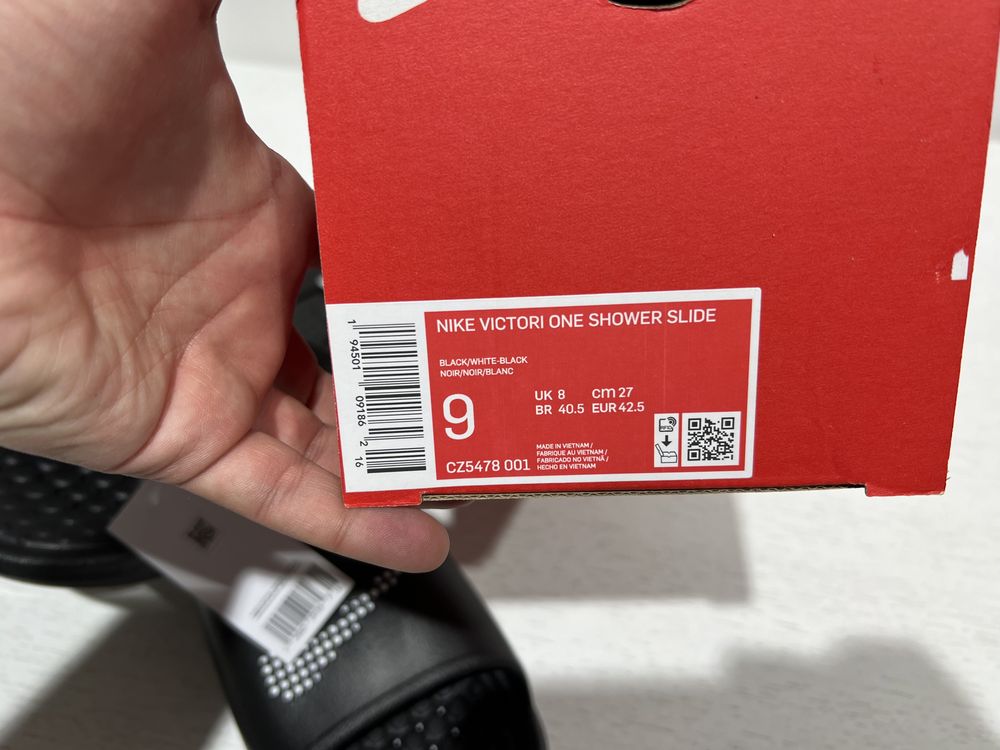 NIKE VICTORI ONE SHOWER SLIDE
BLACK/WHITE-BLACK
NOIR/NOIR/BLANC
9
UK 8 cm 27
BR 40.5 EUR 42.5
CZ5478 001
MADE IN VIETNAM /
FABRIQUE AU VIETNAM /
FABRICADO NO VIETNÃ /
HECHO EN VIETNAM
RFID
1 94501 09186 2 16